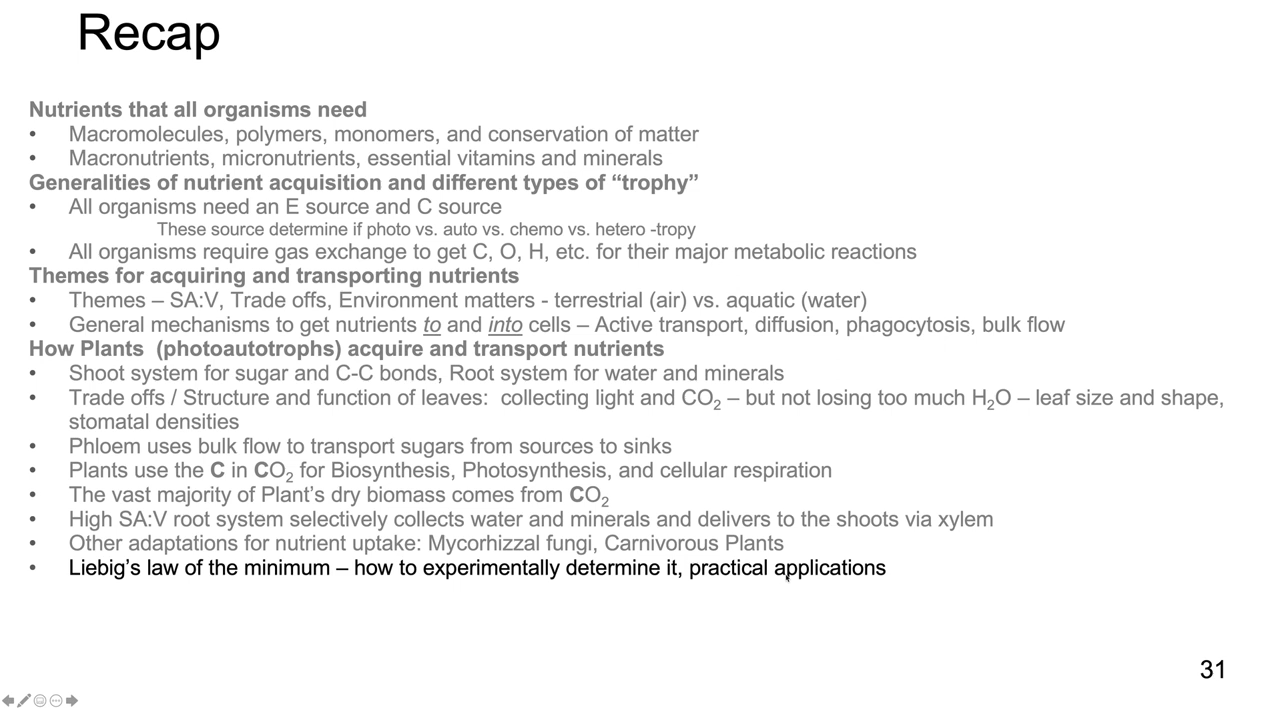 Recap
Nutrients that all organisms need
• Macromolecules, polymers, monomers, and conservation of matter
• Macronutrients, micronutrients, essential vitamins and minerals
Generalities of nutrient acquisition and different types of “trophy”
• All organisms need an E source and C source
These source determine if photo vs. auto vs. chemo vs. hetero -tropy
• All organisms require gas exchange to get C, O, H, etc. for their major metabolic reactions
Themes for acquiring and transporting nutrients
• Themes – SA:V, Trade offs, Environment matters - terrestrial (air) vs. aquatic (water)
• General mechanisms to get nutrients to and into cells – Active transport, diffusion, phagocytosis, bulk flow
How Plants (photoautotrophs) acquire and transport nutrients
• Shoot system for sugar and C-C bonds, Root system for water and minerals
• Trade offs / Structure and function of leaves: collecting light and CO₂ – but not losing too much H₂O – leaf size and shape,
stomatal densities
• Phloem uses bulk flow to transport sugars from sources to sinks
• Plants use the C in CO₂ for Biosynthesis, Photosynthesis, and cellular respiration
• The vast majority of Plant’s dry biomass comes from CO₂
• High SA:V root system selectively collects water and minerals and delivers to the shoots via xylem
• Other adaptations for nutrient uptake: Mycorhizzal fungi, Carnivorous Plants
• Liebig’s law of the minimum – how to experimentally determine it, practical applications
31